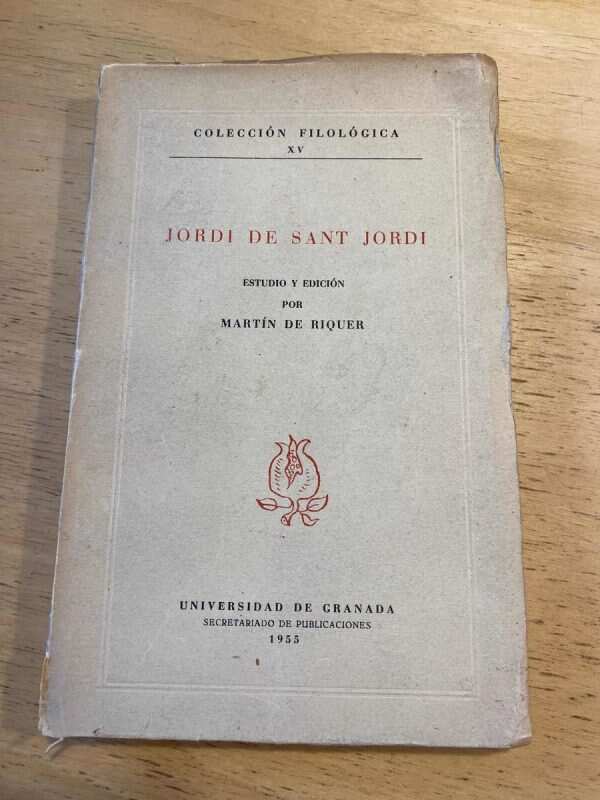 COLECCIÓN FILOLÓGICA
XV
JORDI DE SANT JORDI
ESTUDIO Y EDICIÓN
POR
MARTÍN DE RIQUER
UNIVERSIDAD DE GRANADA
SECRETARIADO DE PUBLICACIONES
1955